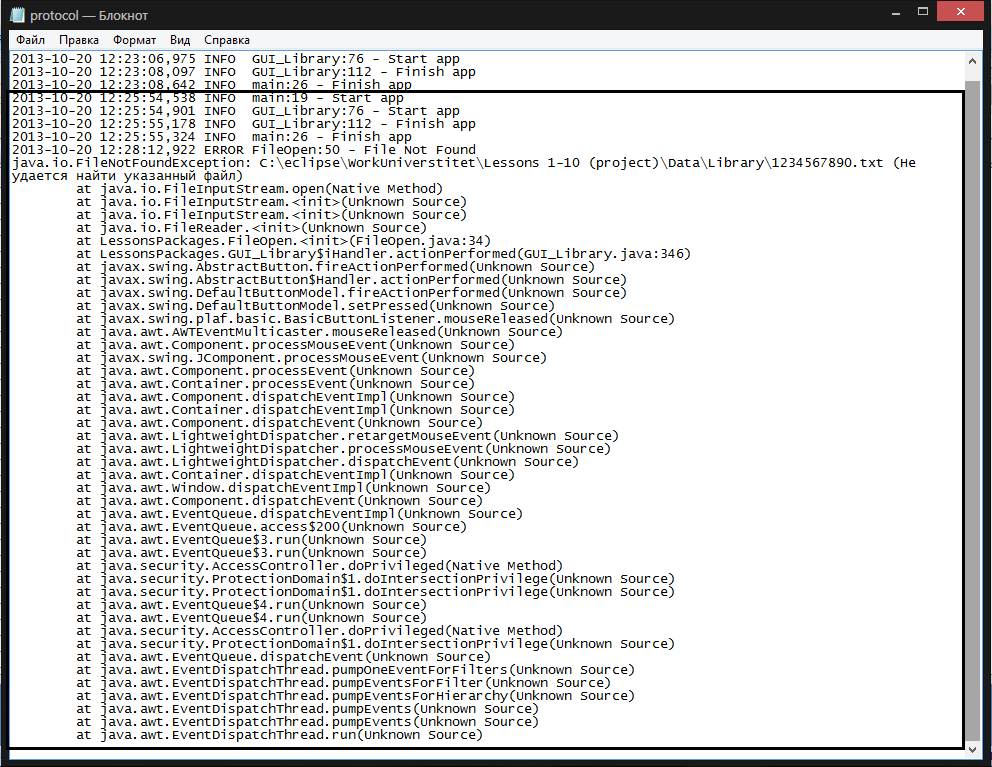 protocol — Блокнот
Файл Правка Формат Вид Справка
2013-10-20 12:23:06,975 INFO  GUI_Library:76 - Start app
2013-10-20 12:23:08,097 INFO  GUI_Library:112 - Finish app
2013-10-20 12:23:08,642 INFO  main:26 - Finish app
2013-10-20 12:25:54,538 INFO  main:19 - Start app
2013-10-20 12:25:54,901 INFO  GUI_Library:76 - Start app
2013-10-20 12:25:55,178 INFO  GUI_Library:112 - Finish app
2013-10-20 12:25:55,324 INFO  main:26 - Finish app
2013-10-20 12:28:12,922 ERROR FileOpen:50 - File Not Found
java.io.FileNotFoundException: C:\eclipse\WorkUniverstitet\Lessons 1-10 (project)\Data\Library\1234567890.txt (Не
удается найти указанный файл)
at java.io.FileInputStream.open(Native Method)
at java.io.FileInputStream.<init>(Unknown Source)
at java.io.FileInputStream.<init>(Unknown Source)
at java.io.FileReader.<init>(Unknown Source)
at LessonsPackages.FileOpen.<init>(FileOpen.java:34)
at LessonsPackages.GUI_Library$iHandler.actionPerformed(GUI_Library.java:346)
at javax.swing.AbstractButton.fireActionPerformed(Unknown Source)
at javax.swing.AbstractButton$Handler.actionPerformed(Unknown Source)
at javax.swing.DefaultButtonModel.fireActionPerformed(Unknown Source)
at javax.swing.DefaultButtonModel.setPressed(Unknown Source)
at javax.swing.plaf.basic.BasicButtonListener.mouseReleased(Unknown Source)
at java.awt.AWTEventMulticaster.mouseReleased(Unknown Source)
at java.awt.Component.processMouseEvent(Unknown Source)
at javax.swing.JComponent.processMouseEvent(Unknown Source)
at java.awt.Component.processEvent(Unknown Source)
at java.awt.Container.processEvent(Unknown Source)
at java.awt.Component.dispatchEventImpl(Unknown Source)
at java.awt.Container.dispatchEventImpl(Unknown Source)
at java.awt.Component.dispatchEvent(Unknown Source)
at java.awt.LightweightDispatcher.retargetMouseEvent(Unknown Source)
at java.awt.LightweightDispatcher.processMouseEvent(Unknown Source)
at java.awt.LightweightDispatcher.dispatchEvent(Unknown Source)
at java.awt.Container.dispatchEventImpl(Unknown Source)
at java.awt.Window.dispatchEventImpl(Unknown Source)
at java.awt.Component.dispatchEvent(Unknown Source)
at java.awt.EventQueue.dispatchEventImpl(Unknown Source)
at java.awt.EventQueue.access$200(Unknown Source)
at java.awt.EventQueue$3.run(Unknown Source)
at java.awt.EventQueue$3.run(Unknown Source)
at java.security.AccessController.doPrivileged(Native Method)
at java.security.ProtectionDomain$1.doIntersectionPrivilege(Unknown Source)
at java.security.ProtectionDomain$1.doIntersectionPrivilege(Unknown Source)
at java.awt.EventQueue$4.run(Unknown Source)
at java.awt.EventQueue$4.run(Unknown Source)
at java.security.AccessController.doPrivileged(Native Method)
at java.security.ProtectionDomain$1.doIntersectionPrivilege(Unknown Source)
at java.awt.EventQueue.dispatchEvent(Unknown Source)
at java.awt.EventDispatchThread.pumpOneEventForFilters(Unknown Source)
at java.awt.EventDispatchThread.pumpEventsForFilter(Unknown Source)
at java.awt.EventDispatchThread.pumpEventsForHierarchy(Unknown Source)
at java.awt.EventDispatchThread.pumpEvents(Unknown Source)
at java.awt.EventDispatchThread.pumpEvents(Unknown Source)
at java.awt.EventDispatchThread.run(Unknown Source)